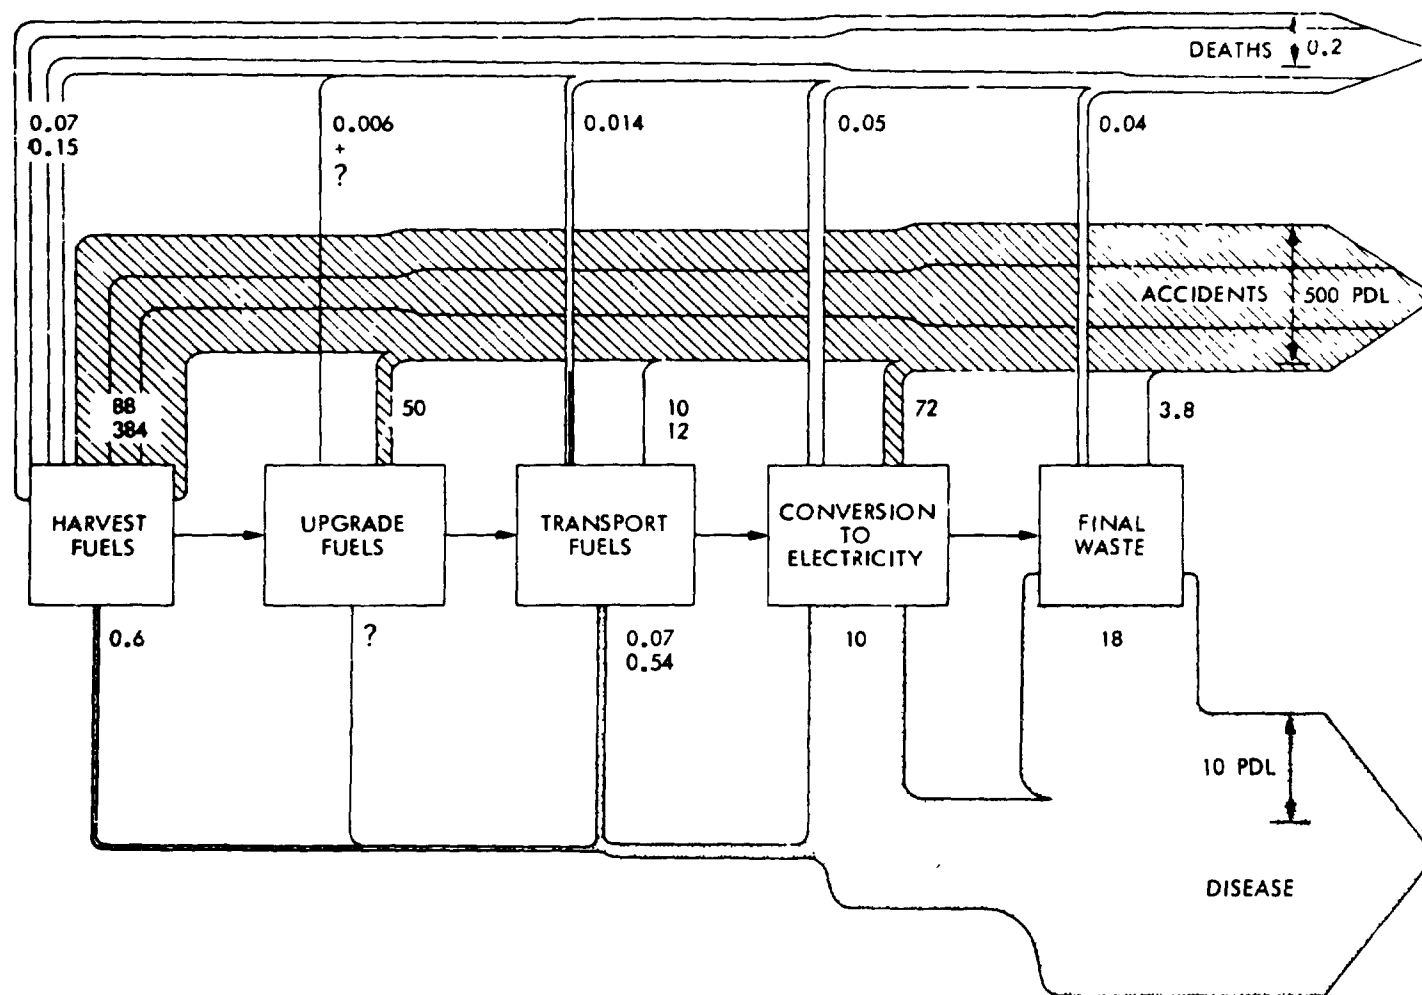 DEATHS 0.2
0.07
0.15
0.006
+
?
0.014
0.05
0.04
ACCIDENTS 500 PDL
88
384
50
10
12
72
3.8
HARVEST
FUELS
UPGRADE
FUELS
TRANSPORT
FUELS
CONVERSION
TO
ELECTRICITY
FINAL
WASTE
0.6
?
0.07
0.54
10
18
10 PDL
DISEASE